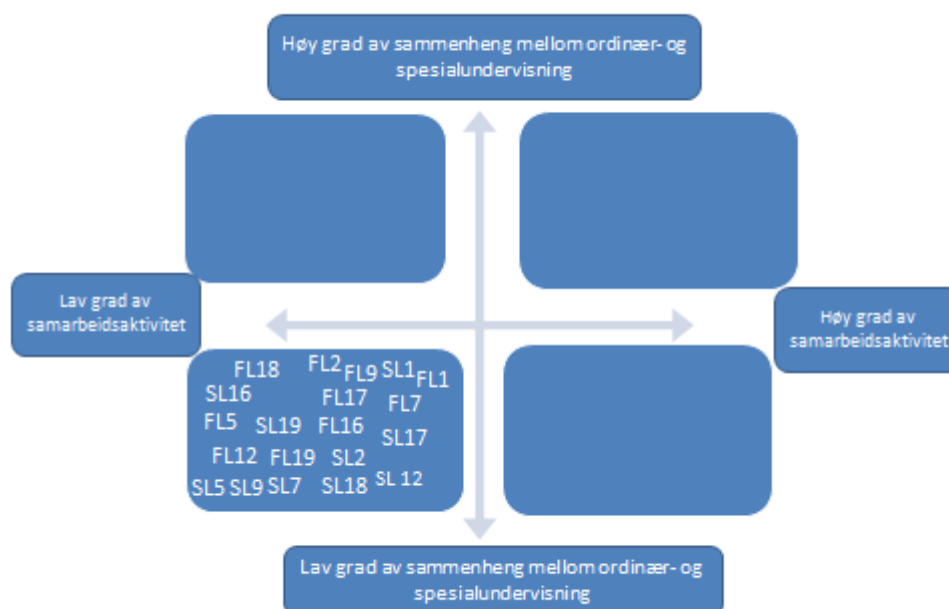 Høy grad av sammenheng mellom ordinær- og
spesialundervisning
Lav grad av
samarbeidsaktivitet
Høy grad av
samarbeidsaktivitet
FL18 FL2 FL9 SL1 FL1
SL16 FL17 FL7
FL5 SL19 FL16 SL17
FL12 FL19 SL2
SL5 SL9 SL7 SL18 SL 12
Lav grad av sammenheng mellom ordinær- og
spesialundervisning